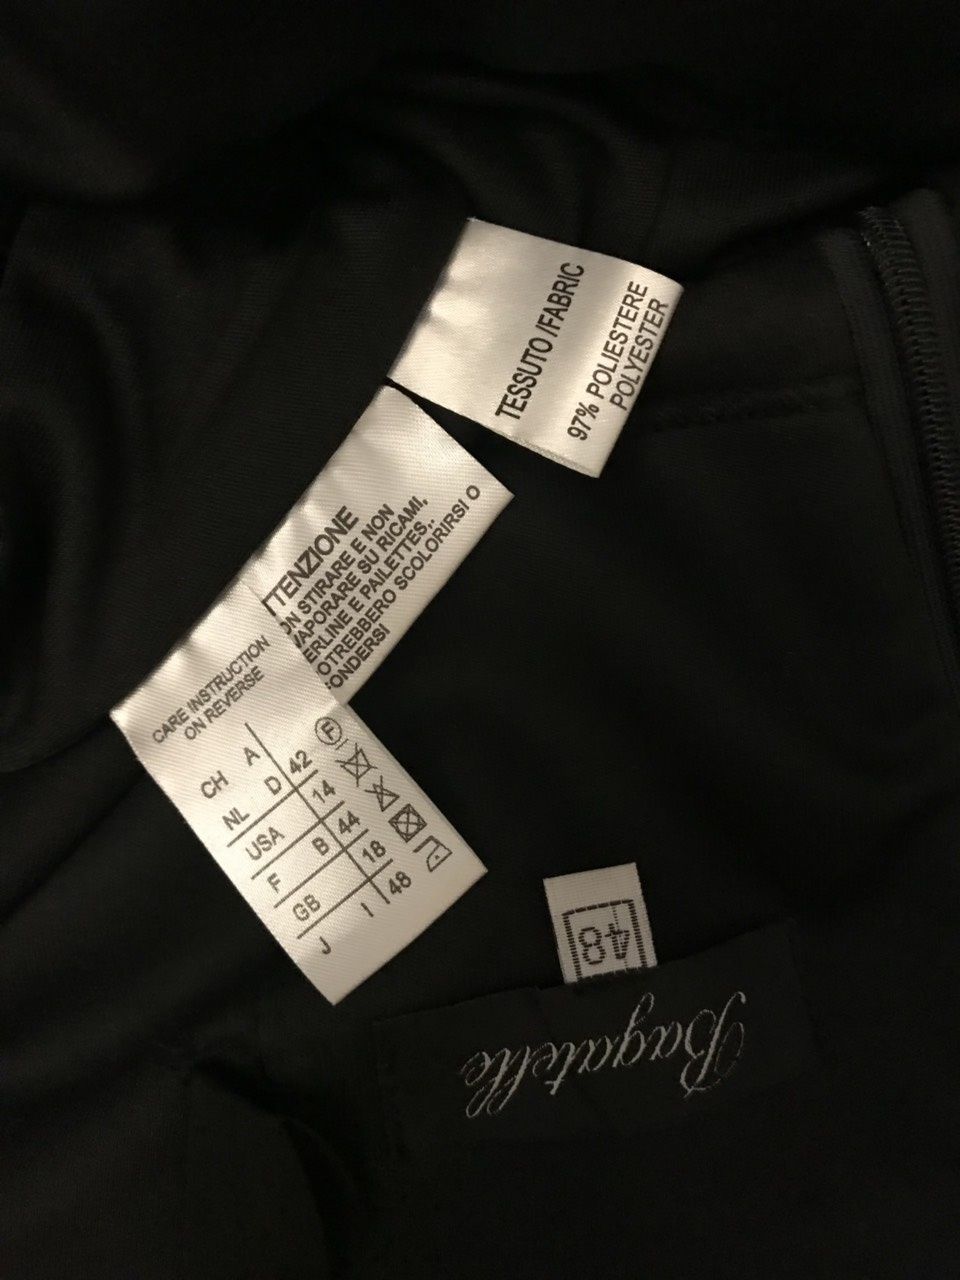 TESSUTO /FABRIC
97% POLIESTERE
POLYESTER
TTENZIONE
ON STIRARE E NON
VAPORARE SU RICAMI,
ERLINE E PAILETTES,.
OTREBBERO SCOLORIRSI O
ONDERSI
CARE INSTRUCTION
ON REVERSE
CH A
NL D 42
USA 14
F B 44
GB 18
J I 48
F
48
Bagatelle